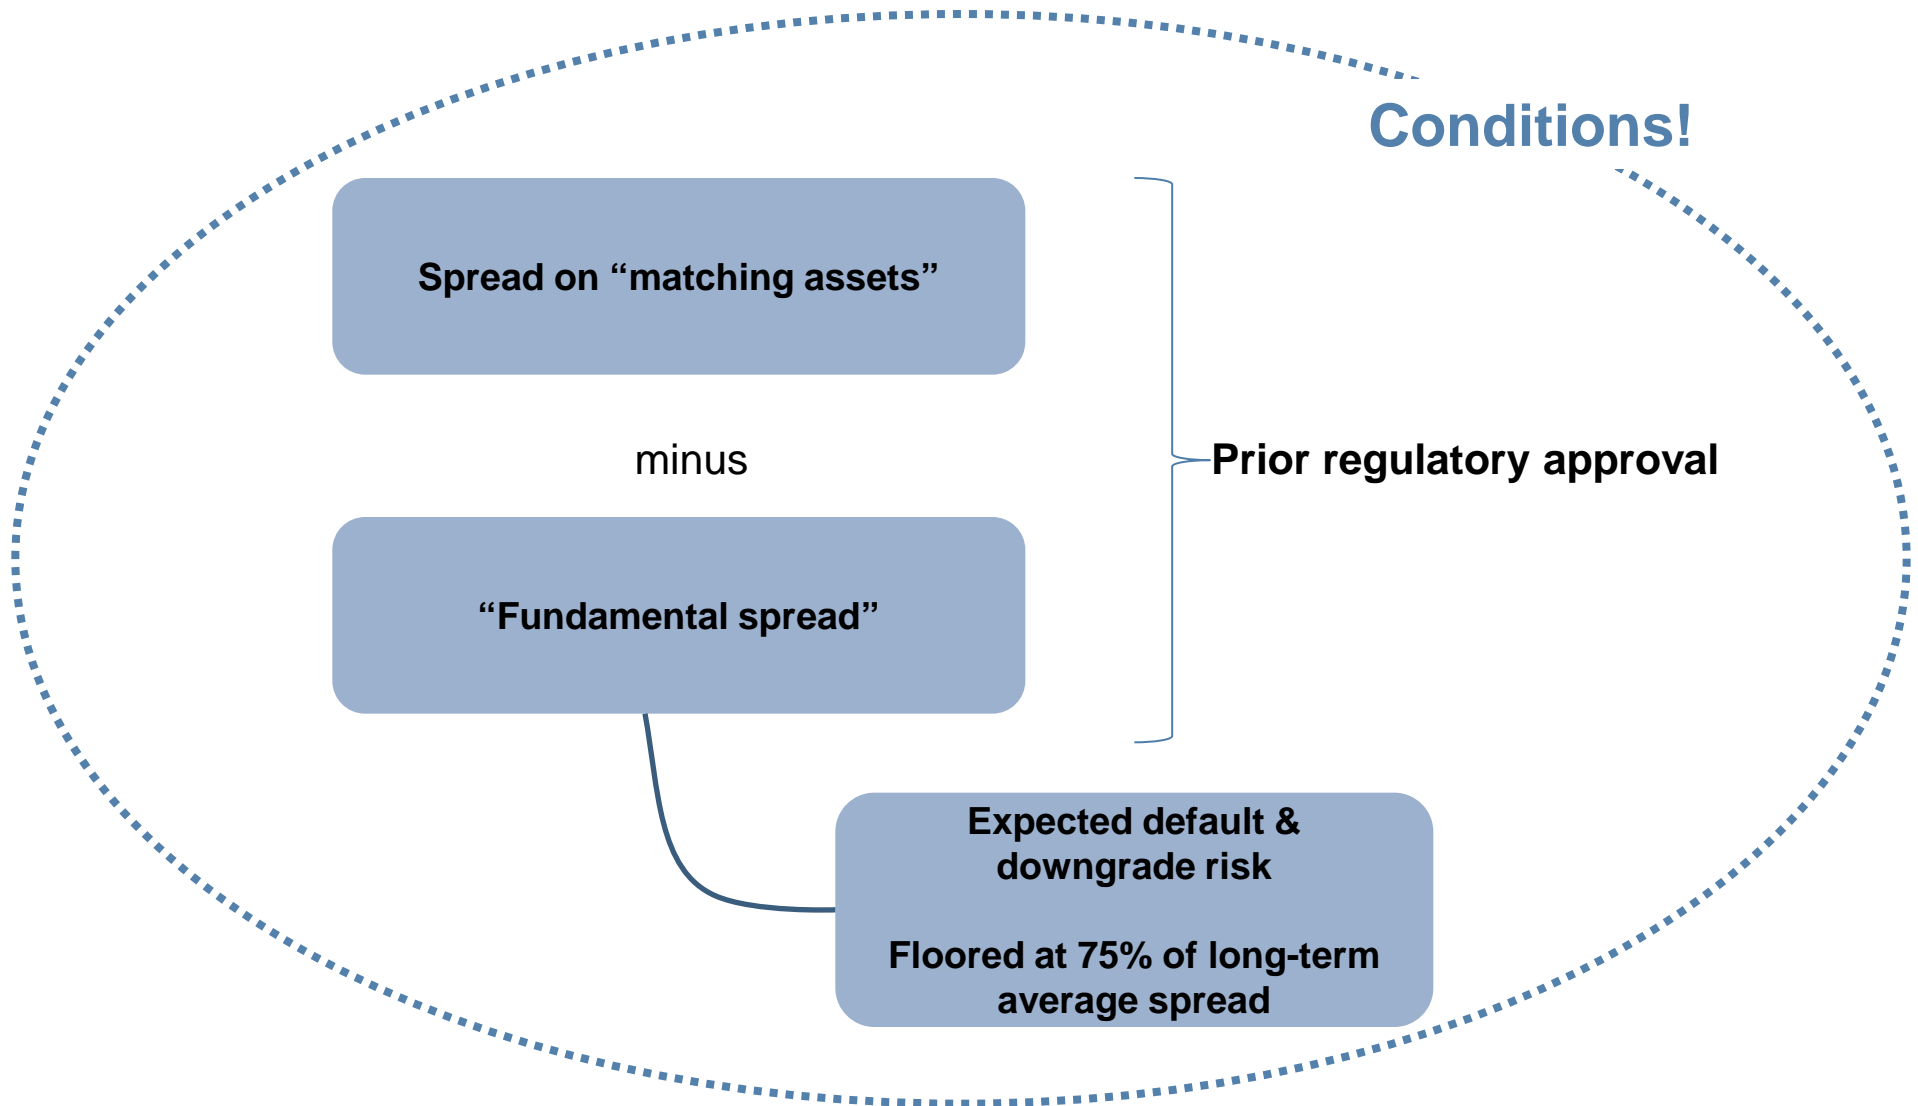 Conditions!
Spread on “matching assets”
minus
Prior regulatory approval
“Fundamental spread”
Expected default &
downgrade risk
Floored at 75% of long-term
average spread